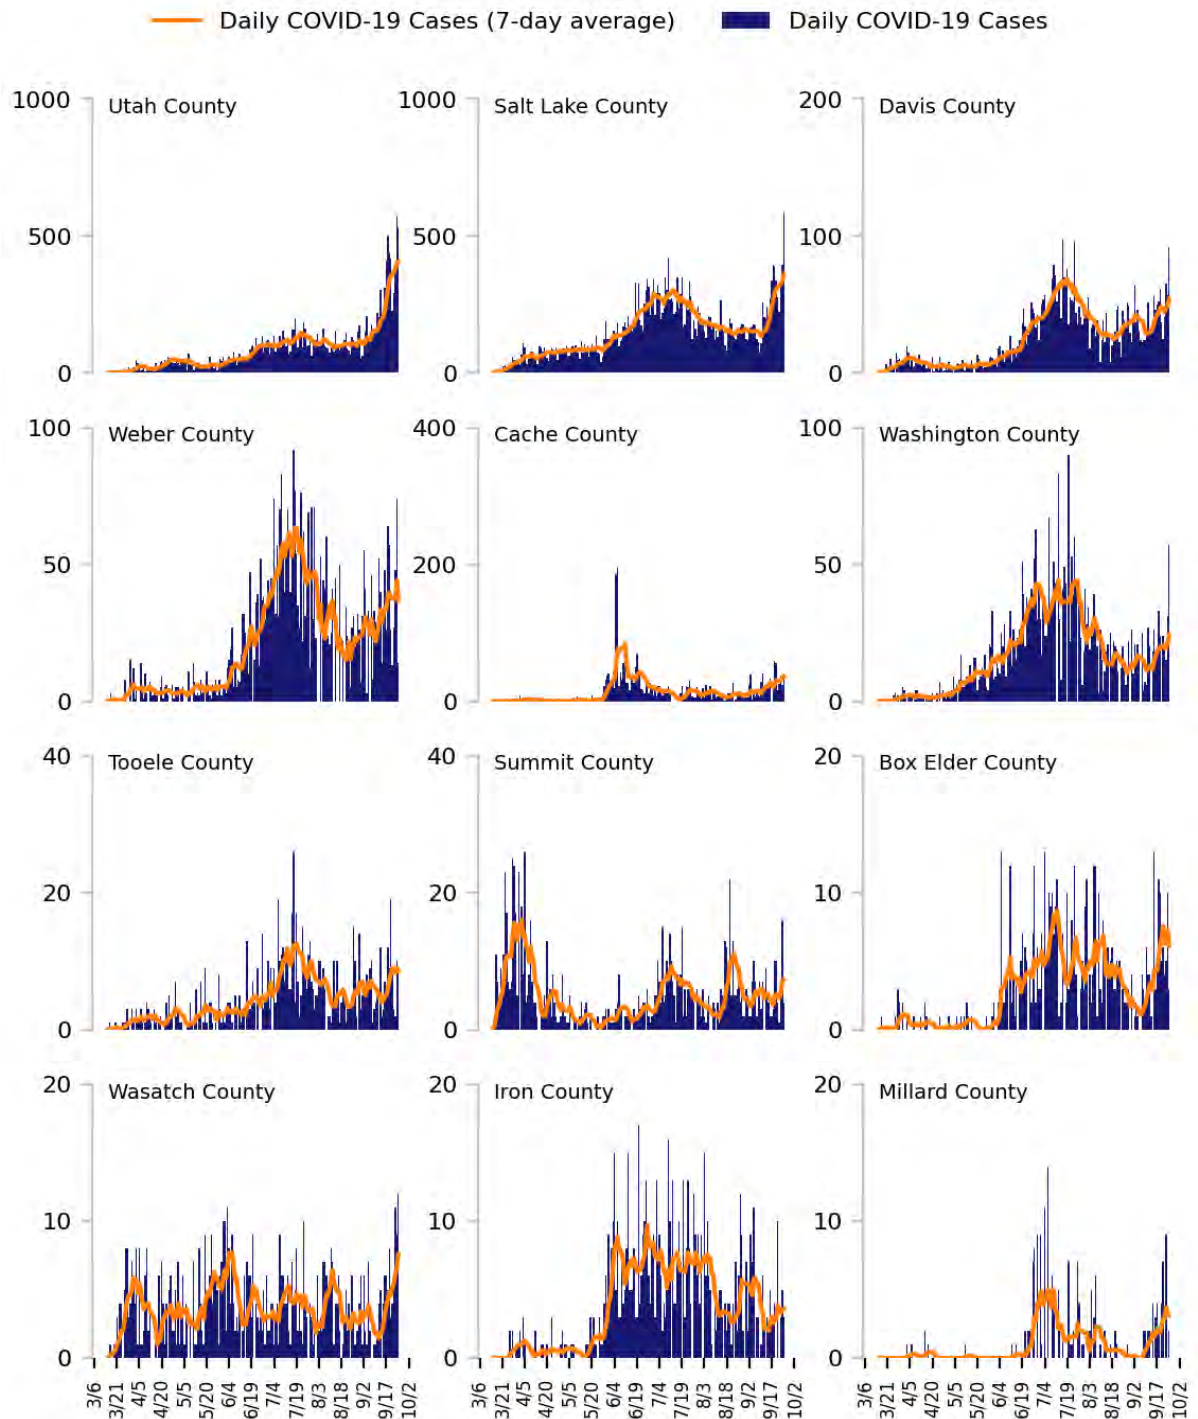 Daily COVID-19 Cases (7-day average) Daily COVID-19 Cases
1000 Utah County 1000 Salt Lake County 200 Davis County
500 500 100
0 0 0
100 Weber County 400 Cache County 100 Washington County
50 200 50
0 0 0
40 Tooele County 40 Summit County 20 Box Elder County
20 20 10
0 0 0
20 Wasatch County 20 Iron County 20 Millard County
10 10 10
0 0 0
3/6 3/21 4/5 4/20 5/5 5/20 6/4 6/19 7/4 7/19 8/3 8/18 9/2 9/17 10/2 3/6 3/21 4/5 4/20 5/5 5/20 6/4 6/19 7/4 7/19 8/3 8/18 9/2 9/17 10/2 3/6 3/21 4/5 4/20 5/5 5/20 6/4 6/19 7/4 7/19 8/3 8/18 9/2 9/17 10/2